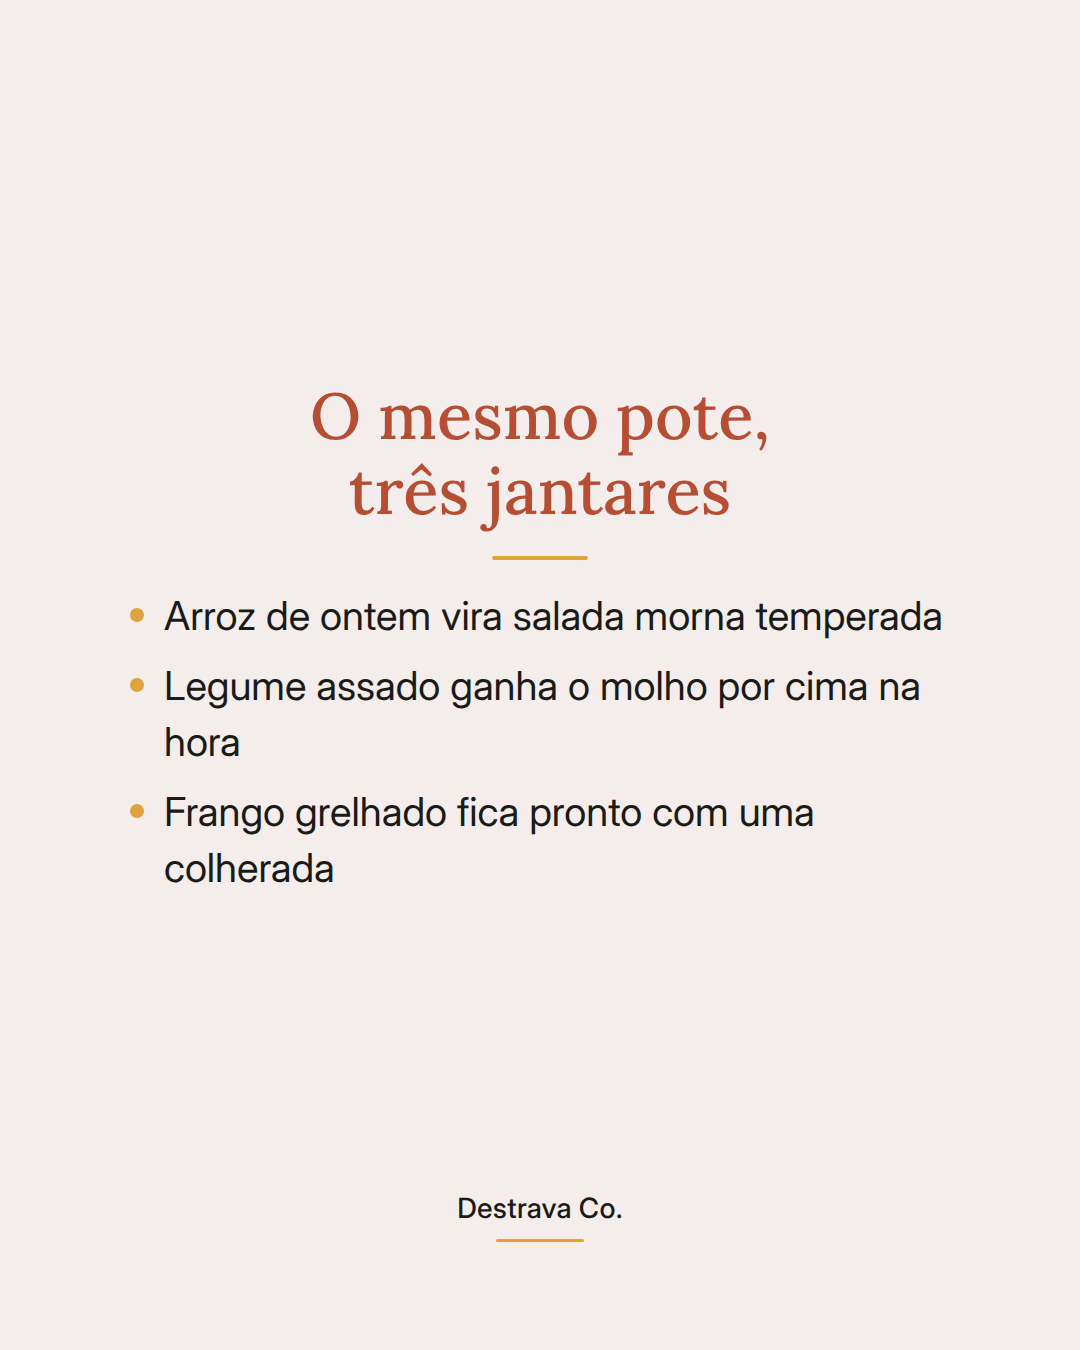 O mesmo pote,
três jantares
Arroz de ontem vira salada morna temperada
Legume assado ganha o molho por cima na
hora
Frango grelhado fica pronto com uma
colherada
Destrava Co.